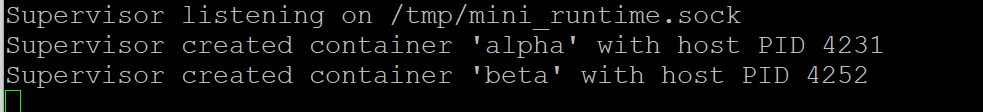 Supervisor listening on /tmp/mini_runtime.sock
Supervisor created container 'alpha' with host PID 4231
Supervisor created container 'beta' with host PID 4252